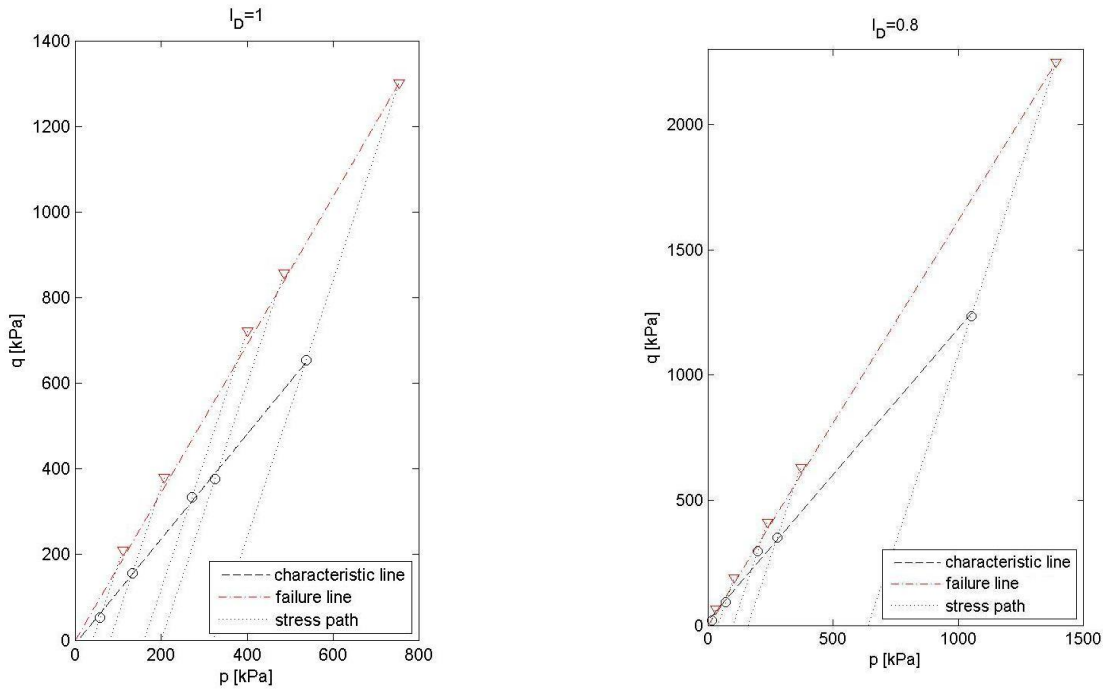 I_D=1
1400
1200
1000
800
600
400
200
0
q [kPa]
0 200 400 600 800
p [kPa]
characteristic line
failure line
stress path
I_D=0.8
2000
1500
1000
500
0
q [kPa]
0 500 1000 1500
p [kPa]
characteristic line
failure line
stress path